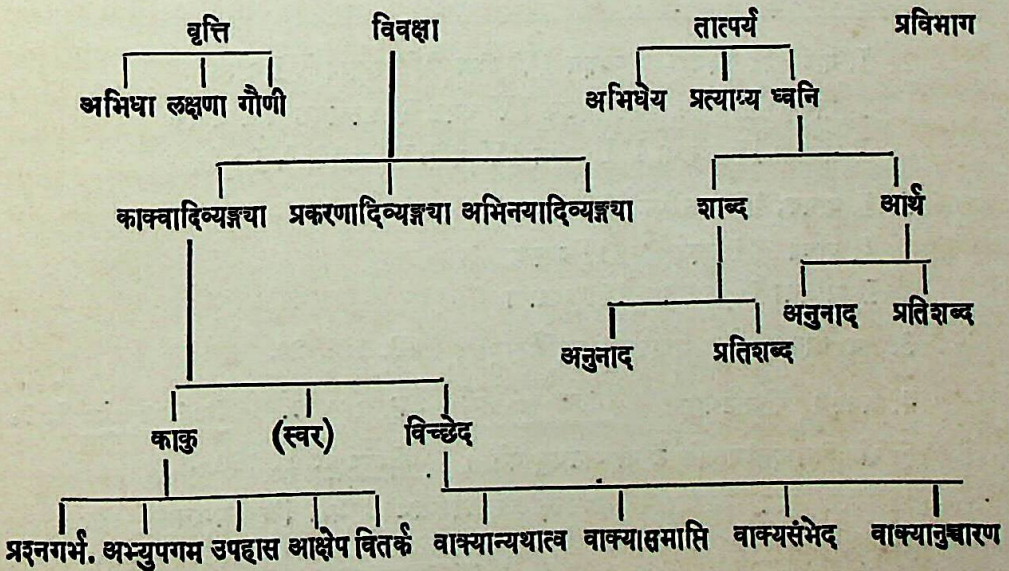 वृत्ति विवक्षा तात्पर्य प्रविभाग
अभिधा लक्षणा गौणी अभिधेय प्रत्याय्य ध्वनि
काक्वादिव्यङ्ग्या प्रकरणादिव्यङ्ग्या अभिनयादिव्यङ्ग्या शाब्द आर्थ
अनुनाद प्रतिशब्द
अनुनाद प्रतिशब्द
काकु (स्वर) विच्छेद
प्रश्नगर्भ. अभ्युपगम उपहास आक्षेप वितर्क वाक्यान्यथात्व वाक्यासमाप्ति वाक्यसंभेद वाक्यानुच्चारण